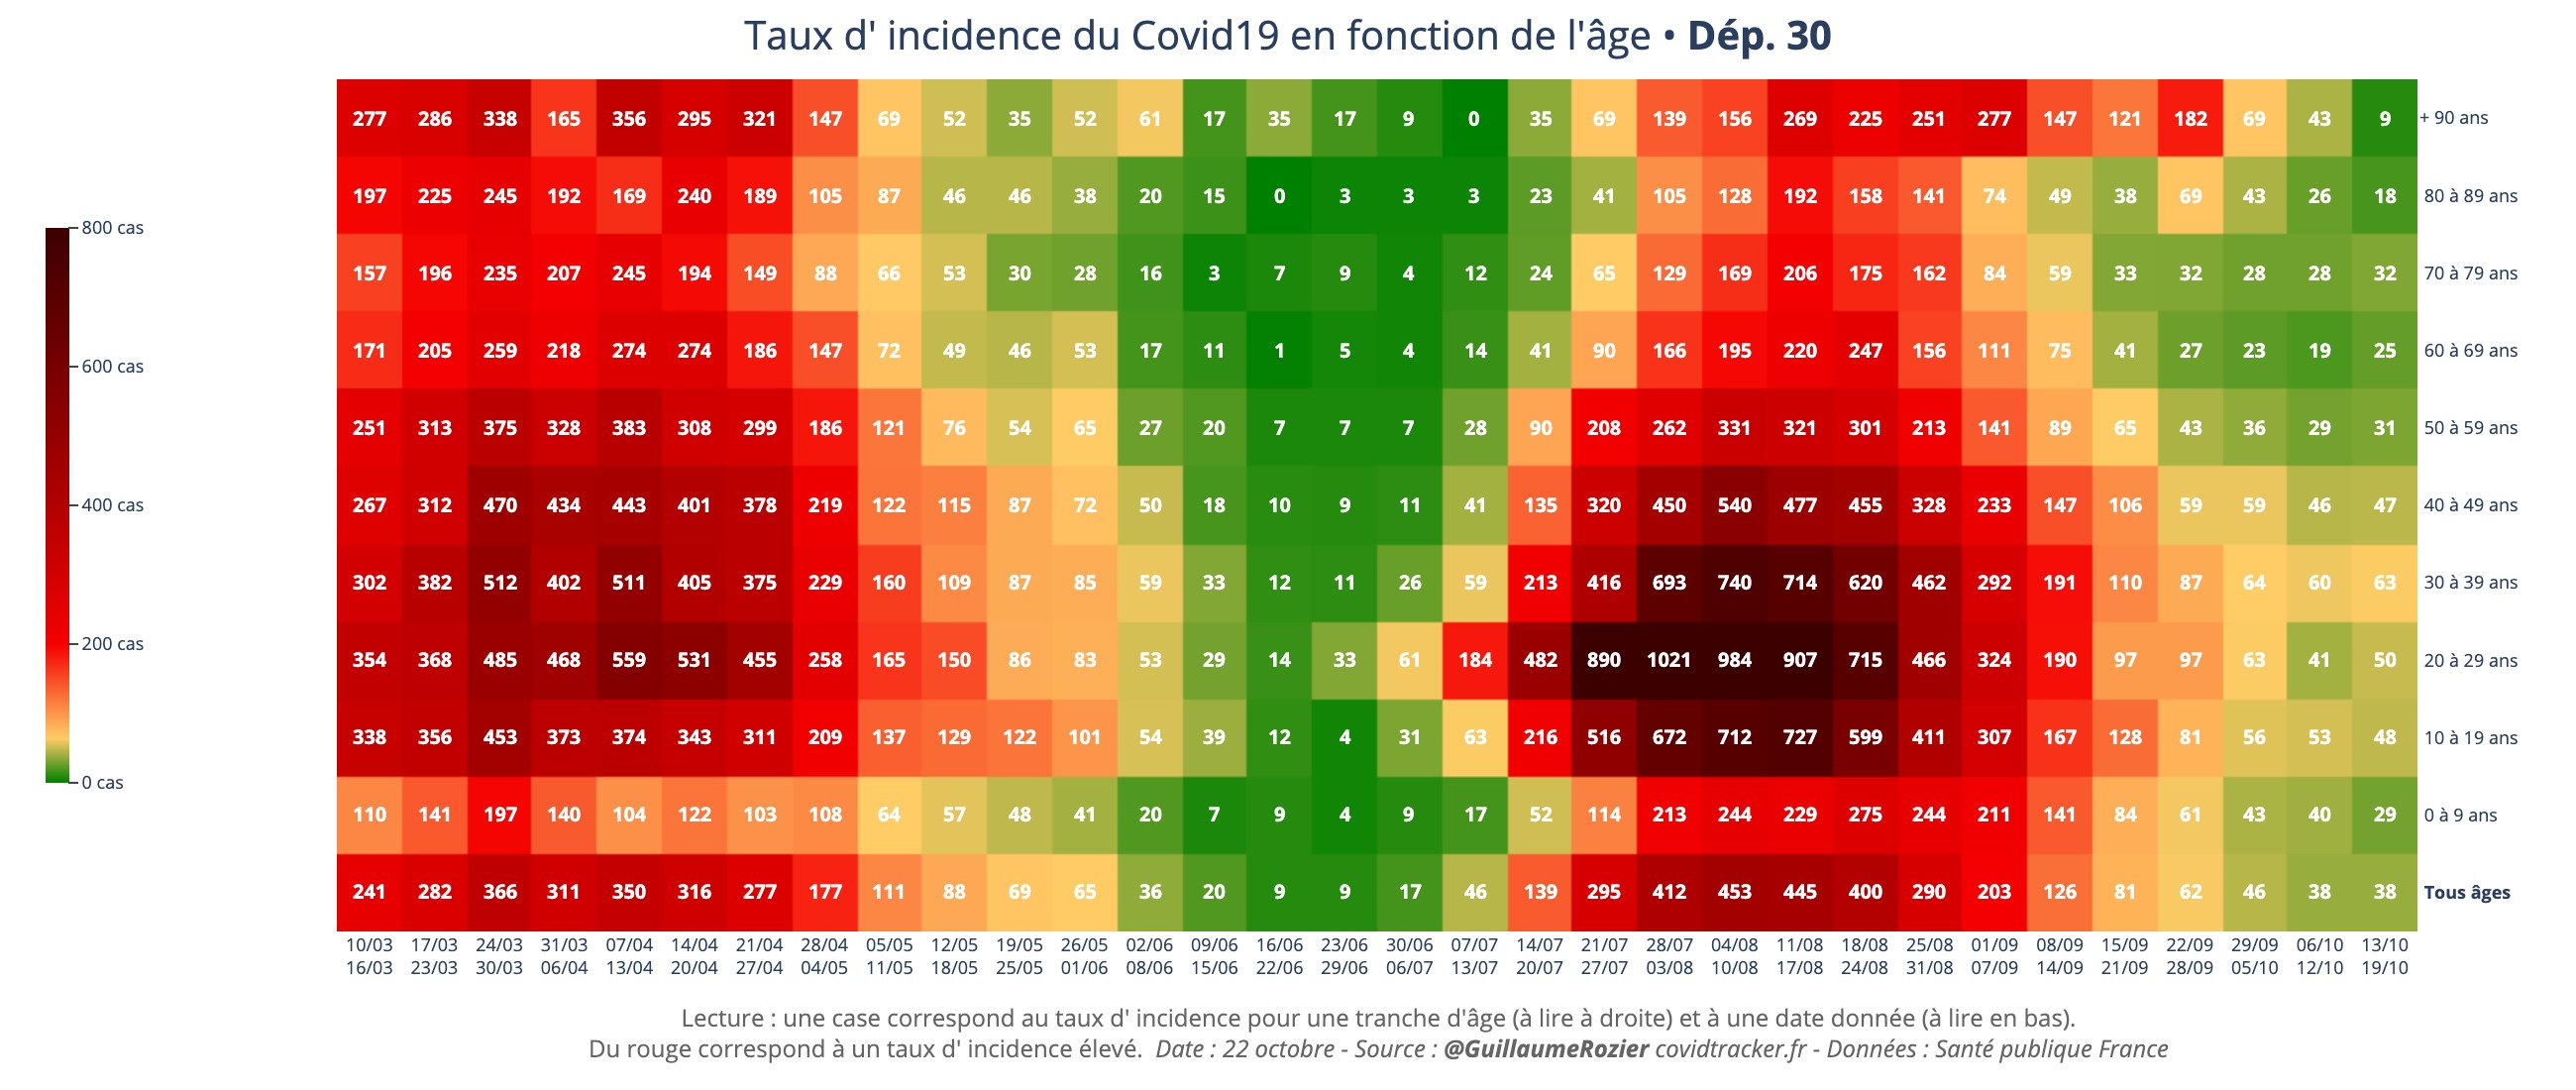 Taux d' incidence du Covid19 en fonction de l'âge • Dép. 30
800 cas
600 cas
400 cas
200 cas
0 cas
277 286 338 165 356 295 321 147 69 52 35 52 61 17 35 17 9 0 35 69 139 156 269 225 251 277 147 121 182 69 43 9 + 90 ans
197 225 245 192 169 240 189 105 87 46 46 38 20 15 0 3 3 3 23 41 105 128 192 158 141 74 49 38 69 43 26 18 80 à 89 ans
157 196 235 207 245 194 149 88 66 53 30 28 16 3 7 9 4 12 24 65 129 169 206 175 162 84 59 33 32 28 28 32 70 à 79 ans
171 205 259 218 274 274 186 147 72 49 46 53 17 11 1 5 4 14 41 90 166 195 220 247 156 111 75 41 27 23 19 25 60 à 69 ans
251 313 375 328 383 308 299 186 121 76 54 65 27 20 7 7 7 28 90 208 262 331 321 301 213 141 89 65 43 36 29 31 50 à 59 ans
267 312 470 434 443 401 378 219 122 115 87 72 50 18 10 9 11 41 135 320 450 540 477 455 328 233 147 106 59 59 46 47 40 à 49 ans
302 382 512 402 511 405 375 229 160 109 87 85 59 33 12 11 26 59 213 416 693 740 714 620 462 292 191 110 87 64 60 63 30 à 39 ans
354 368 485 468 559 531 455 258 165 150 86 83 53 29 14 33 61 184 482 890 1021 984 907 715 466 324 190 97 97 63 41 50 20 à 29 ans
338 356 453 373 374 343 311 209 137 129 122 101 54 39 12 4 31 63 216 516 672 712 727 599 411 307 167 128 81 56 53 48 10 à 19 ans
110 141 197 140 104 122 103 108 64 57 48 41 20 7 9 4 9 17 52 114 213 244 229 275 244 211 141 84 61 43 40 29 0 à 9 ans
241 282 366 311 350 316 277 177 111 88 69 65 36 20 9 9 17 46 139 295 412 453 445 400 290 203 126 81 62 46 38 38 Tous âges
10/03 17/03 24/03 31/03 07/04 14/04 21/04 28/04 05/05 12/05 19/05 26/05 02/06 09/06 16/06 23/06 30/06 07/07 14/07 21/07 28/07 04/08 11/08 18/08 25/08 01/09 08/09 15/09 22/09 29/09 06/10 13/10
16/03 23/03 30/03 06/04 13/04 20/04 27/04 04/05 11/05 18/05 25/05 01/06 08/06 15/06 22/06 29/06 06/07 13/07 20/07 27/07 03/08 10/08 17/08 24/08 31/08 07/09 14/09 21/09 28/09 05/10 12/10 19/10
Lecture : une case correspond au taux d' incidence pour une tranche d'âge (à lire à droite) et à une date donnée (à lire en bas).
Du rouge correspond à un taux d' incidence élevé. Date : 22 octobre - Source : @GuillaumeRozier covidtracker.fr - Données : Santé publique France